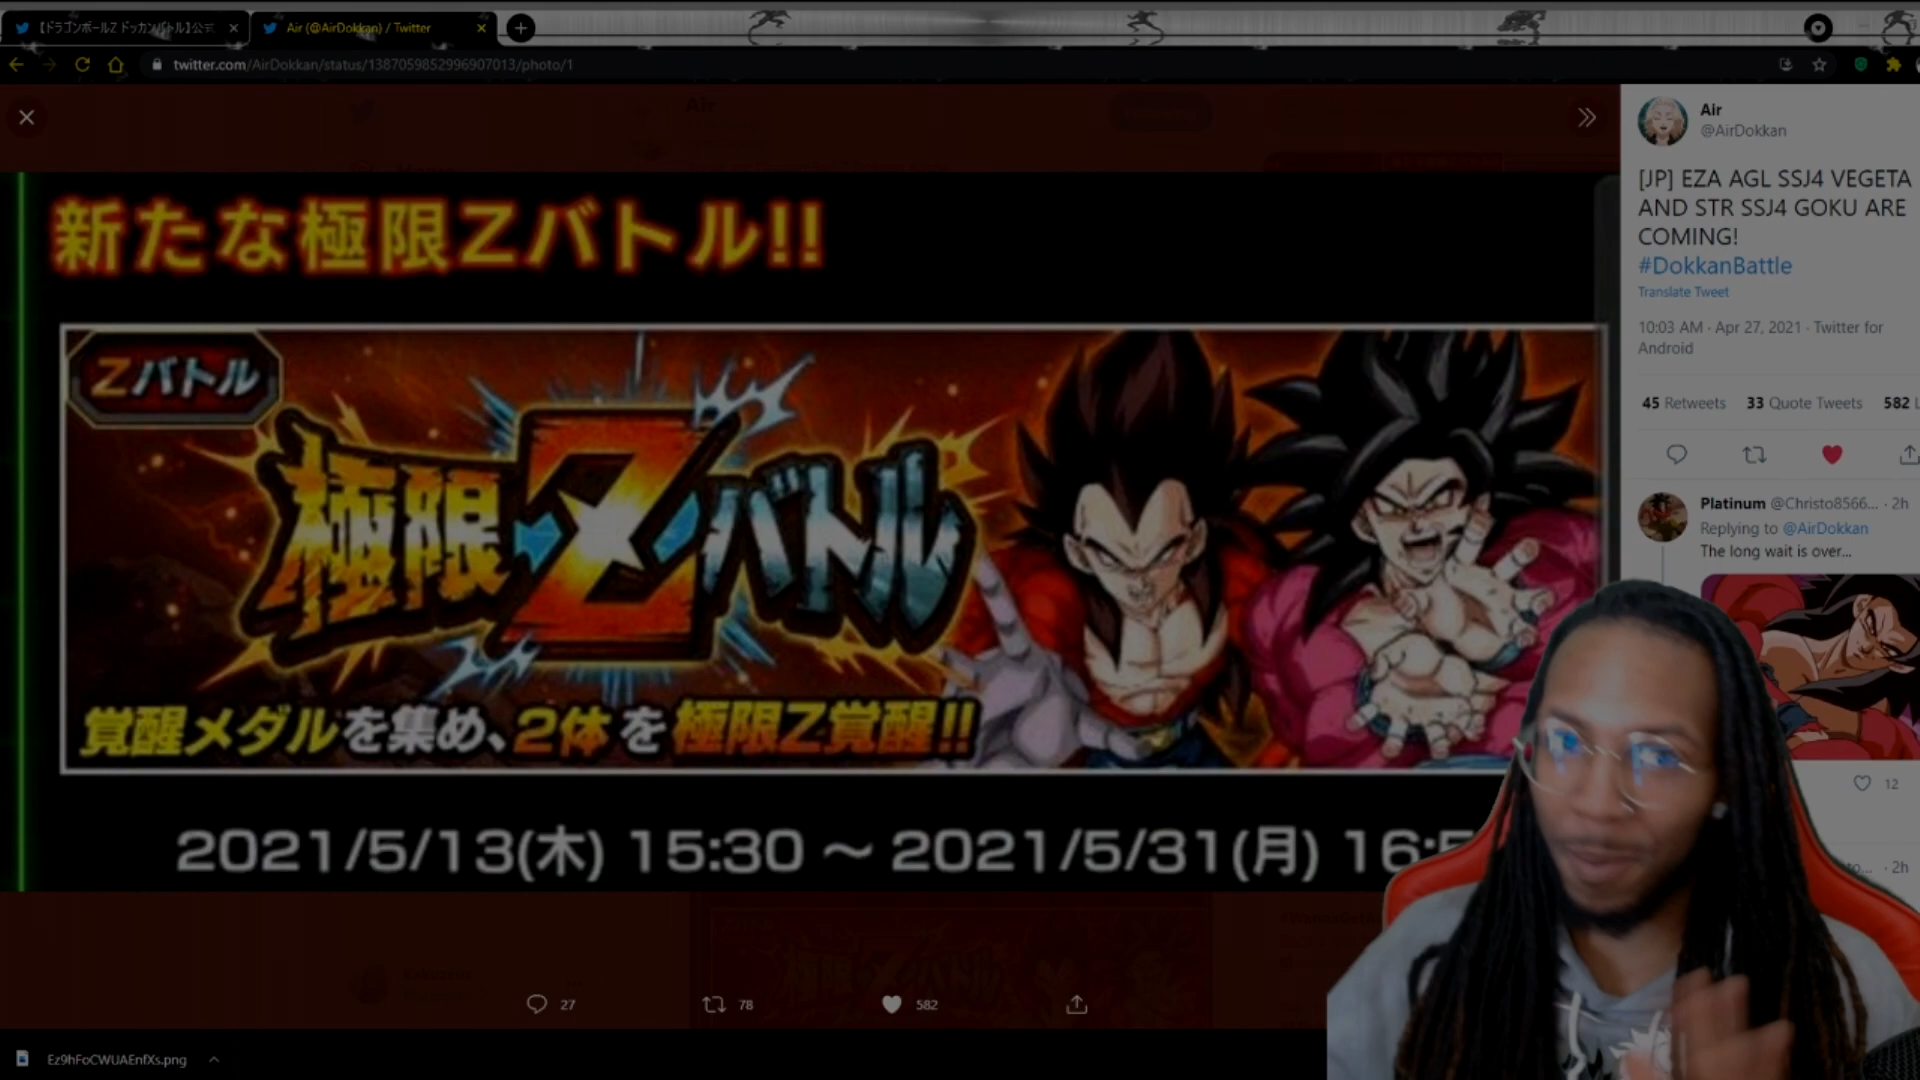 【ドラゴンボールZ ドッカンバトル】公式
Air (@AirDokkan) / Twitter
twitter.com/AirDokkan/status/1387059852996907013/photo/1
Air
@AirDokkan
[JP] EZA AGL SSJ4 VEGETA
AND STR SSJ4 GOKU ARE
COMING!
#DokkanBattle
Translate Tweet
10:03 AM · Apr 27, 2021 · Twitter for
Android
45 Retweets 33 Quote Tweets 582
Platinum @Christo8566... · 2h
Replying to @AirDokkan
The long wait is over...
12
· 2h
新たな極限Zバトル!!
Zバトル
極限Zバトル
覚醒メダルを集め、2体を極限Z覚醒!!
2021/5/13(木) 15:30 ～ 2021/5/31(月) 16:5
27
78
582
Ez9hFoCWUAEnfXs.png